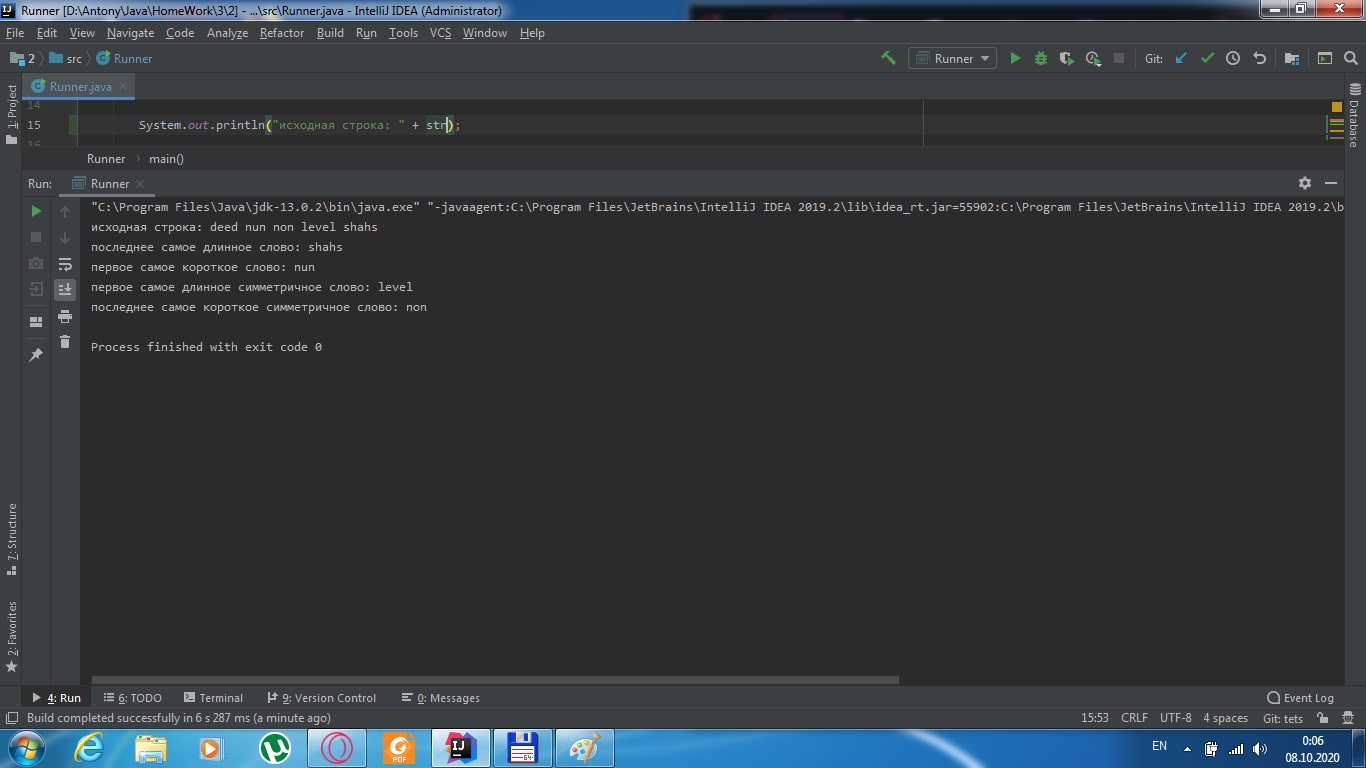 Runner [D:\Antony\Java\HomeWork\3\2] - ...\src\Runner.java - IntelliJ IDEA (Administrator)
File Edit View Navigate Code Analyze Refactor Build Run Tools VCS Window Help
2 src Runner Runner Git:
Runner.java
1: Project
Database
14
15 System.out.println("исходная строка: " + str);
16
Runner main()
Run: Runner
"C:\Program Files\Java\jdk-13.0.2\bin\java.exe" "-javaagent:C:\Program Files\JetBrains\IntelliJ IDEA 2019.2\lib\idea_rt.jar=55902:C:\Program Files\JetBrains\IntelliJ IDEA 2019.2\b
исходная строка: deed nun non level shahs
последнее самое длинное слово: shahs
первое самое короткое слово: nun
первое самое длинное симметричное слово: level
последнее самое короткое симметричное слово: non
Process finished with exit code 0
7: Structure
2: Favorites
4: Run 6: TODO Terminal 9: Version Control 0: Messages Event Log
Build completed successfully in 6 s 287 ms (a minute ago) 15:53 CRLF UTF-8 4 spaces Git: tets
PDF
64
EN 0:06
08.10.2020